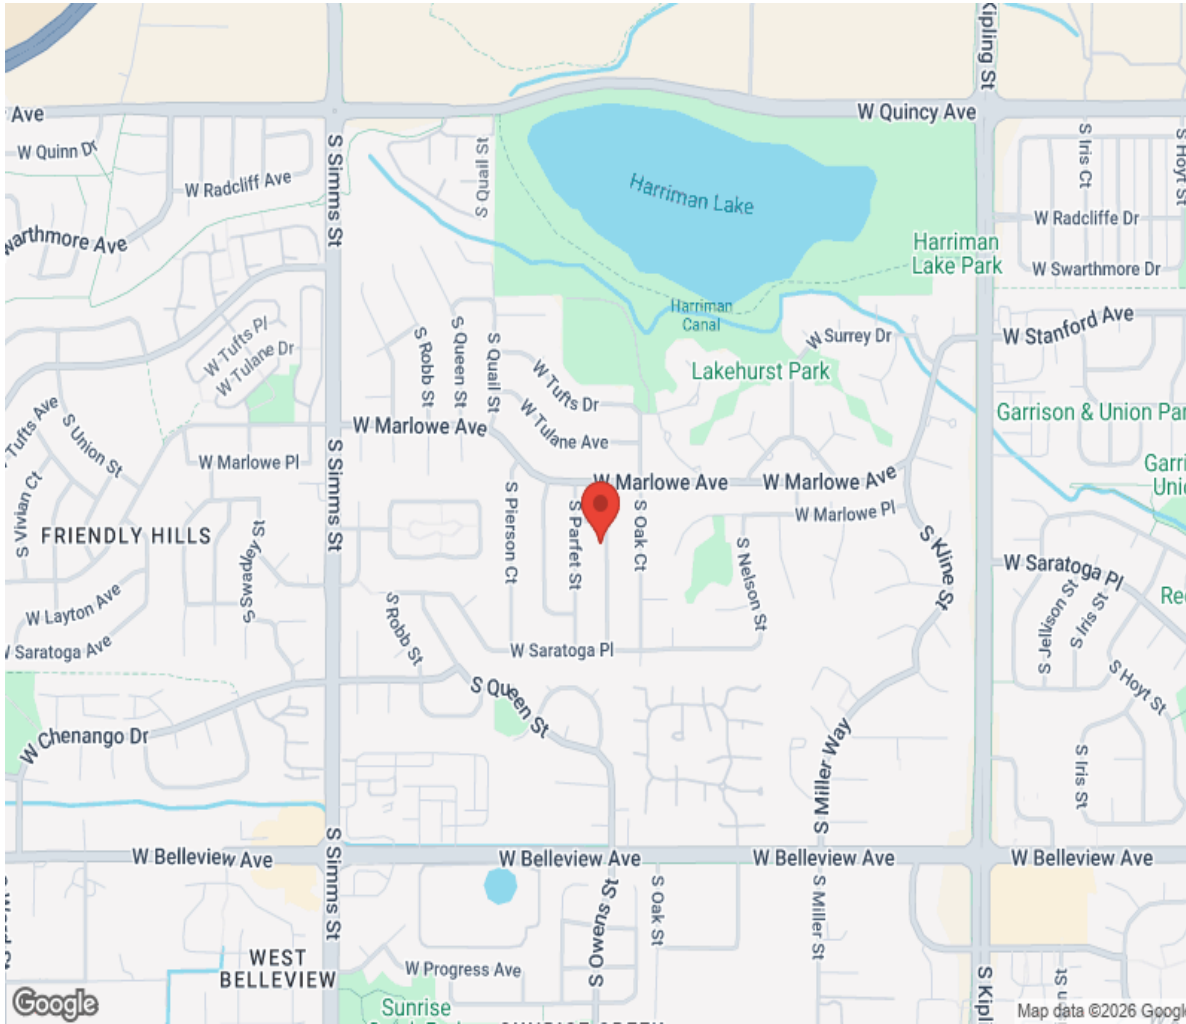 S Kipling St
W Quincy Ave
Ave
W Quinn Dr
S Simms St
S Quail St
S Iris Ct
S Hoyt St
W Radcliff Ave
Harriman Lake
W Radcliffe Dr
warthmore Ave
Harriman
Lake Park
W Swarthmore Dr
Harriman
Canal
W Stanford Ave
W Tufts Pl
W Tulane Dr
S Robb St
S Queen St
S Quail St
W Surrey Dr
W Tufts Dr
Lakehurst Park
Tufts Ave
S Union St
W Tulane Ave
Garrison & Union Par
W Marlowe Ave
W Marlowe Pl
S Simms St
W Marlowe Ave
W Marlowe Ave
Garri
Unio
S Vivian Ct
S Pierson Ct
S Parfet St
S Oak Ct
W Marlowe Pl
FRIENDLY HILLS
S Swadley St
S Nelson St
S Kline St
W Saratoga Pl
W Layton Ave
S Robb St
S Jellison St
S Iris St
Rec
W Saratoga Ave
W Saratoga Pl
S Hoyt St
S Queen St
W Chenango Dr
S Miller Way
S Iris St
S Simms St
W Belleview Ave
W Belleview Ave
W Belleview Ave
W Belleview Ave
S Owens St
S Oak St
S Miller St
WEST
BELLEVIEW
W Progress Ave
S Kipl
Sunrise
Google
Map data ©2026 Google